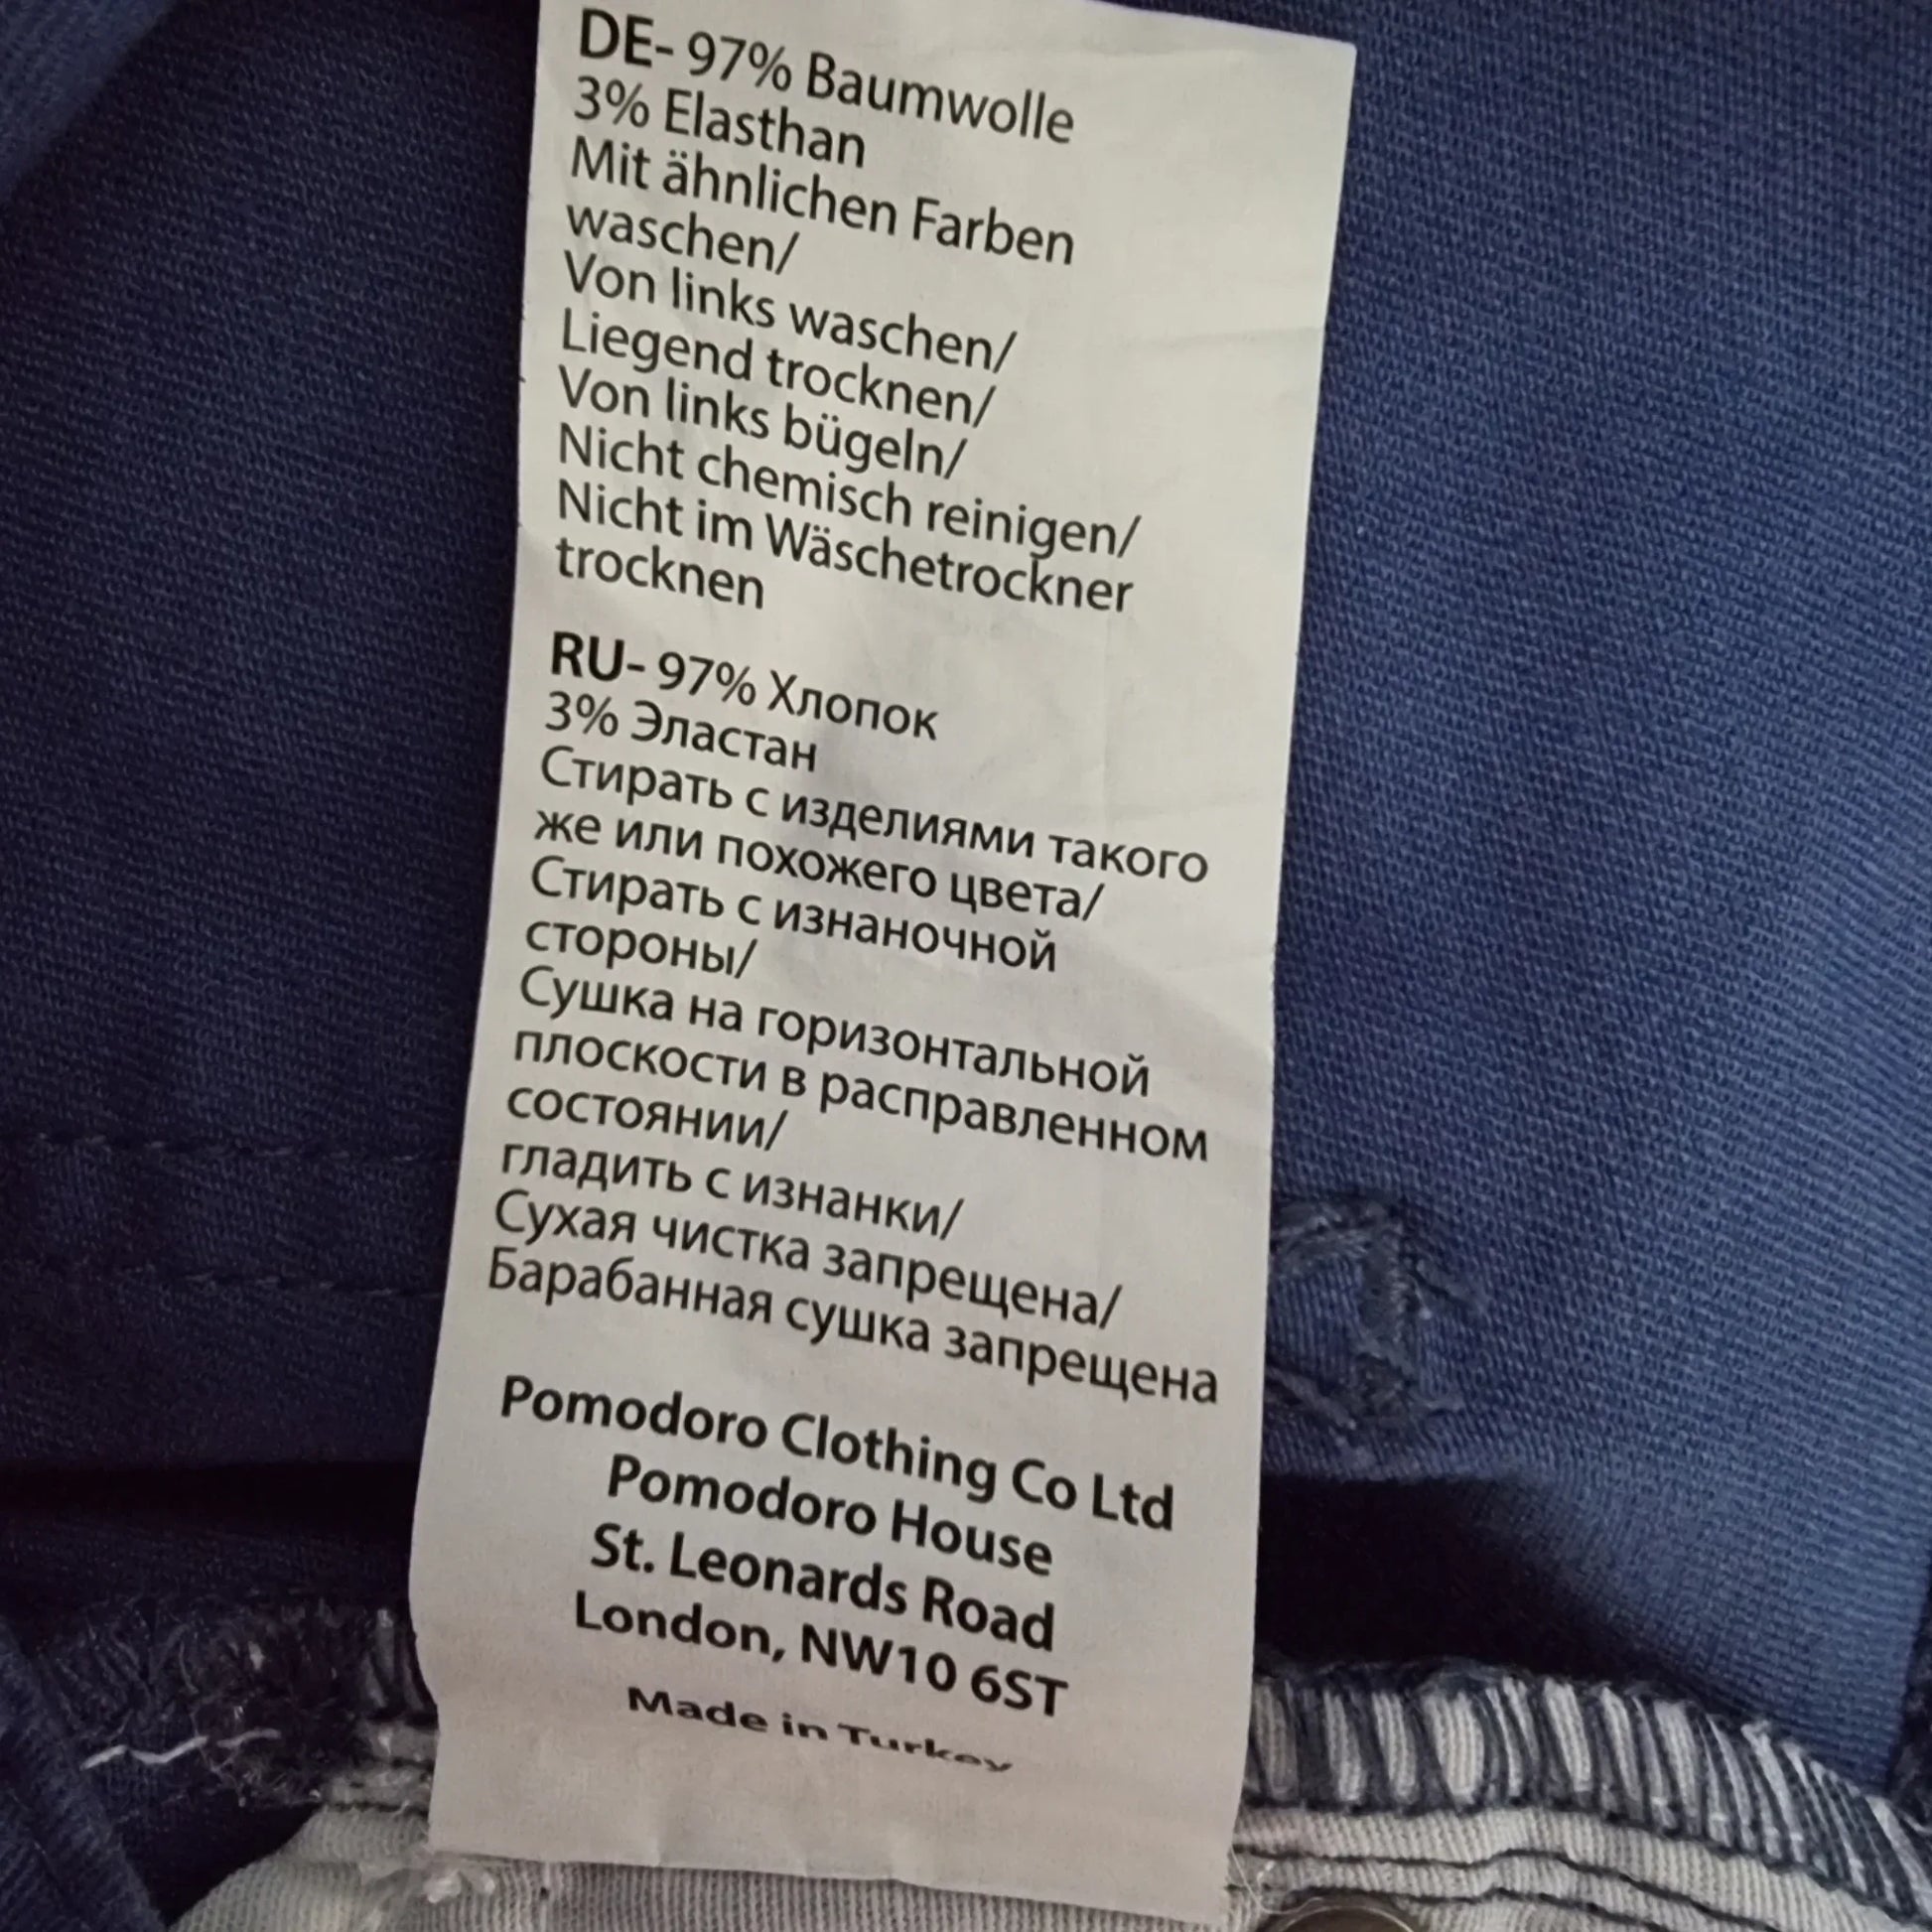 DE- 97% Baumwolle
3% Elasthan
Mit ähnlichen Farben
waschen/
Von links waschen/
Liegend trocknen/
Von links bügeln/
Nicht chemisch reinigen/
Nicht im Wäschetrockner
trocknen
RU- 97% Хлопок
3% Эластан
Стирать с изделиями такого
же или похожего цвета/
Стирать с изнаночной
стороны/
Сушка на горизонтальной
плоскости в расправленном
состоянии/
гладить с изнанки/
Сухая чистка запрещена/
Барабанная сушка запрещена
Pomodoro Clothing Co Ltd
Pomodoro House
St. Leonards Road
London, NW10 6ST
Made in Turkey